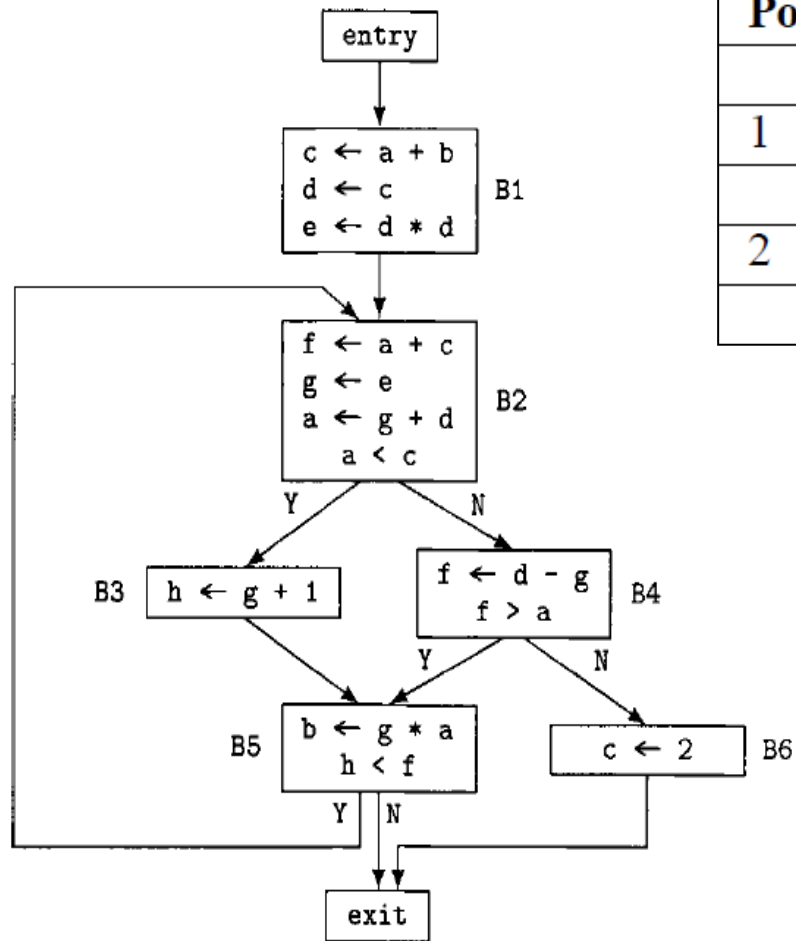 entry
c ← a + b
d ← c
e ← d * d
B1
f ← a + c
g ← e
a ← g + d
a < c
B2
Y
N
B3
h ← g + 1
f ← d - g
f > a
B4
Y
N
b ← g * a
h < f
B5
c ← 2
B6
Y
N
exit
Po
1
2